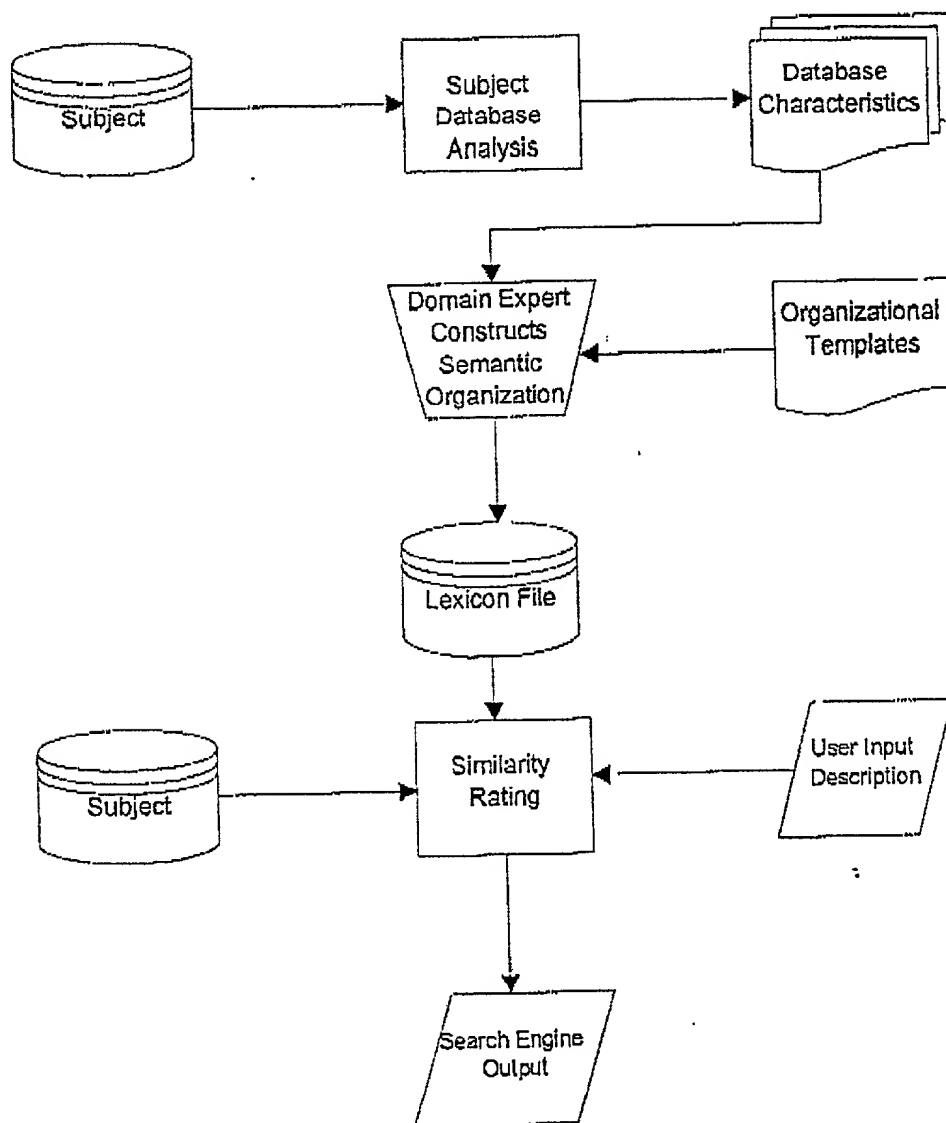 Subject
Subject
Database
Analysis
Database
Characteristics
Domain Expert
Constructs
Semantic
Organization
Organizational
Templates
Lexicon File
Subject
Similarity
Rating
User Input
Description
Search Engine
Output